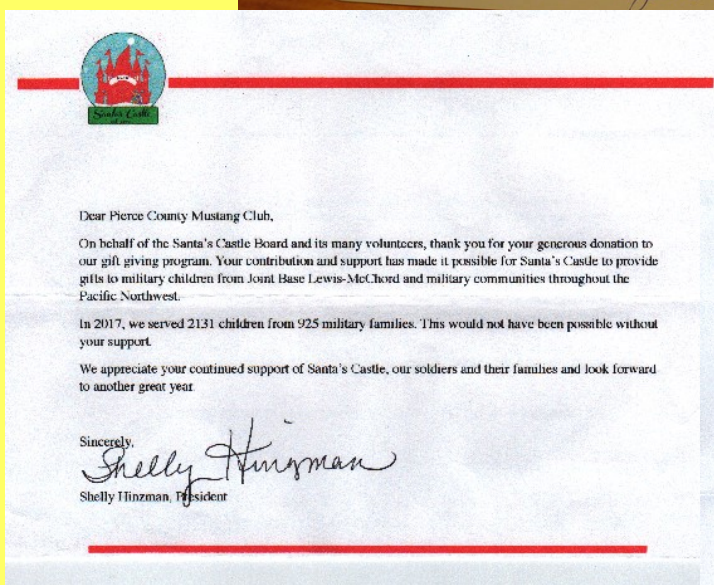 Santa's Castle
Dear Pierce County Mustang Club,
On behalf of the Santa's Castle Board and its many volunteers, thank you for your generous donation to
our gift giving program. Your contribution and support has made it possible for Santa's Castle to provide
gifts to military children from Joint Base Lewis-McChord and military communities throughout the
Pacific Northwest.
In 2017, we served 2131 children from 925 military families. This would not have been possible without
your support.
We appreciate your continued support of Santa's Castle, our soldiers and their families and look forward
to another great year.
Sincerely,
Shelly Hinzman
Shelly Hinzman, President